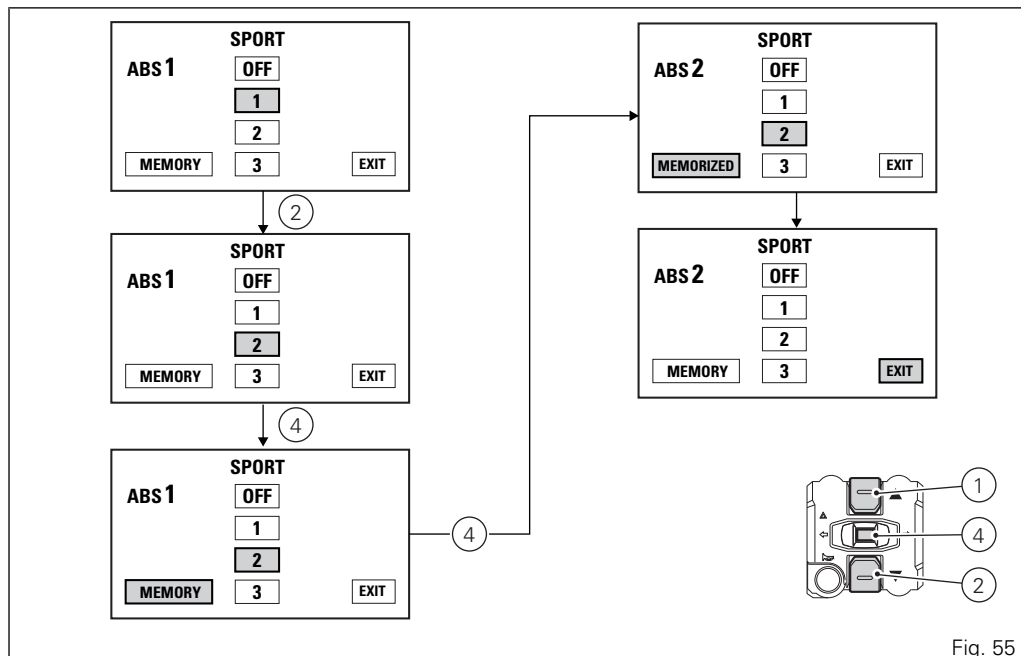 SPORT
ABS 1
OFF
1
2
MEMORY
3
EXIT
2
SPORT
ABS 1
OFF
1
2
MEMORY
3
EXIT
4
SPORT
ABS 1
OFF
1
2
MEMORY
3
EXIT
4
SPORT
ABS 2
OFF
1
2
MEMORIZED
3
EXIT
SPORT
ABS 2
OFF
1
2
MEMORY
3
EXIT
1
4
2
Fig. 55